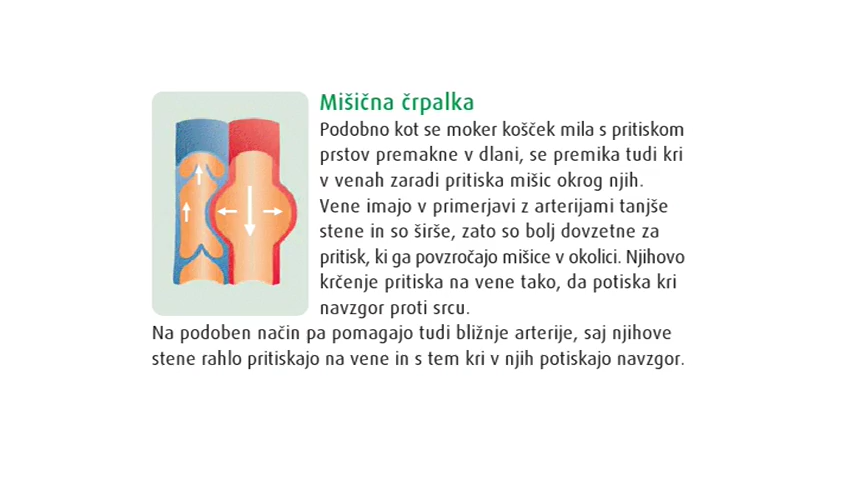 Mišična črpalka
Podobno kot se moker košček mila s pritiskom
prstov premakne v dlani, se premika tudi kri
v venah zaradi pritiska mišic okrog njih.
Vene imajo v primerjavi z arterijami tanjše
stene in so širše, zato so bolj dovzetne za
pritisk, ki ga povzročajo mišice v okolici. Njihovo
krčenje pritiska na vene tako, da potiska kri
navzgor proti srcu.
Na podoben način pa pomagajo tudi bližnje arterije, saj njihove
stene rahlo pritiskajo na vene in s tem kri v njih potiskajo navzgor.